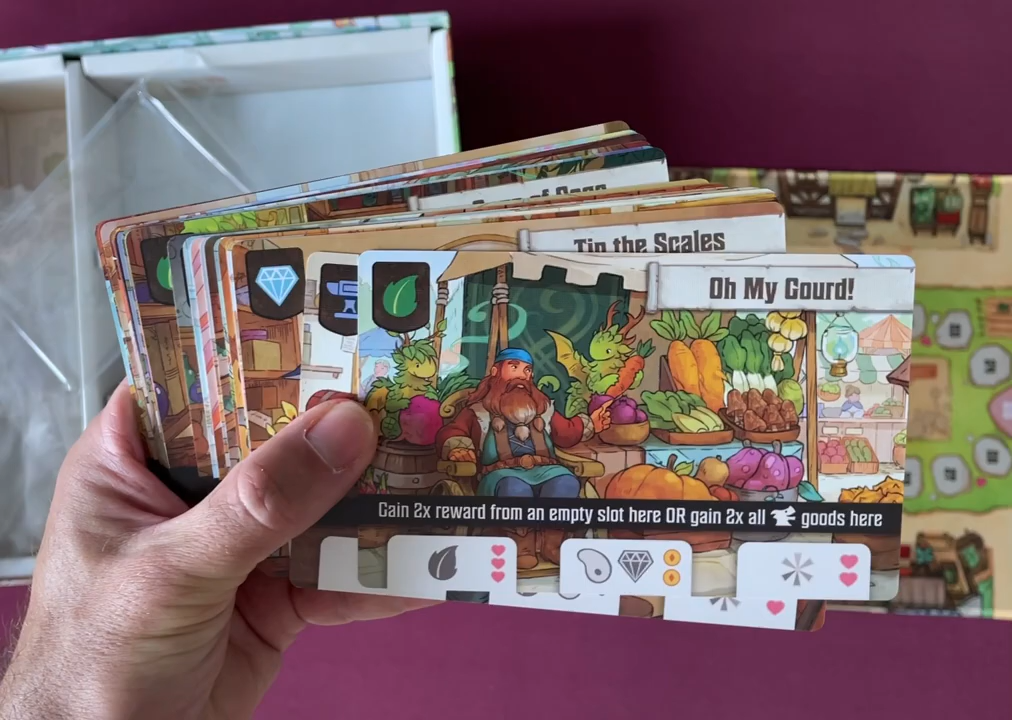 Tip the Scales
Oh My Gourd!
Gain 2x reward from an empty slot here OR gain 2x all goods here